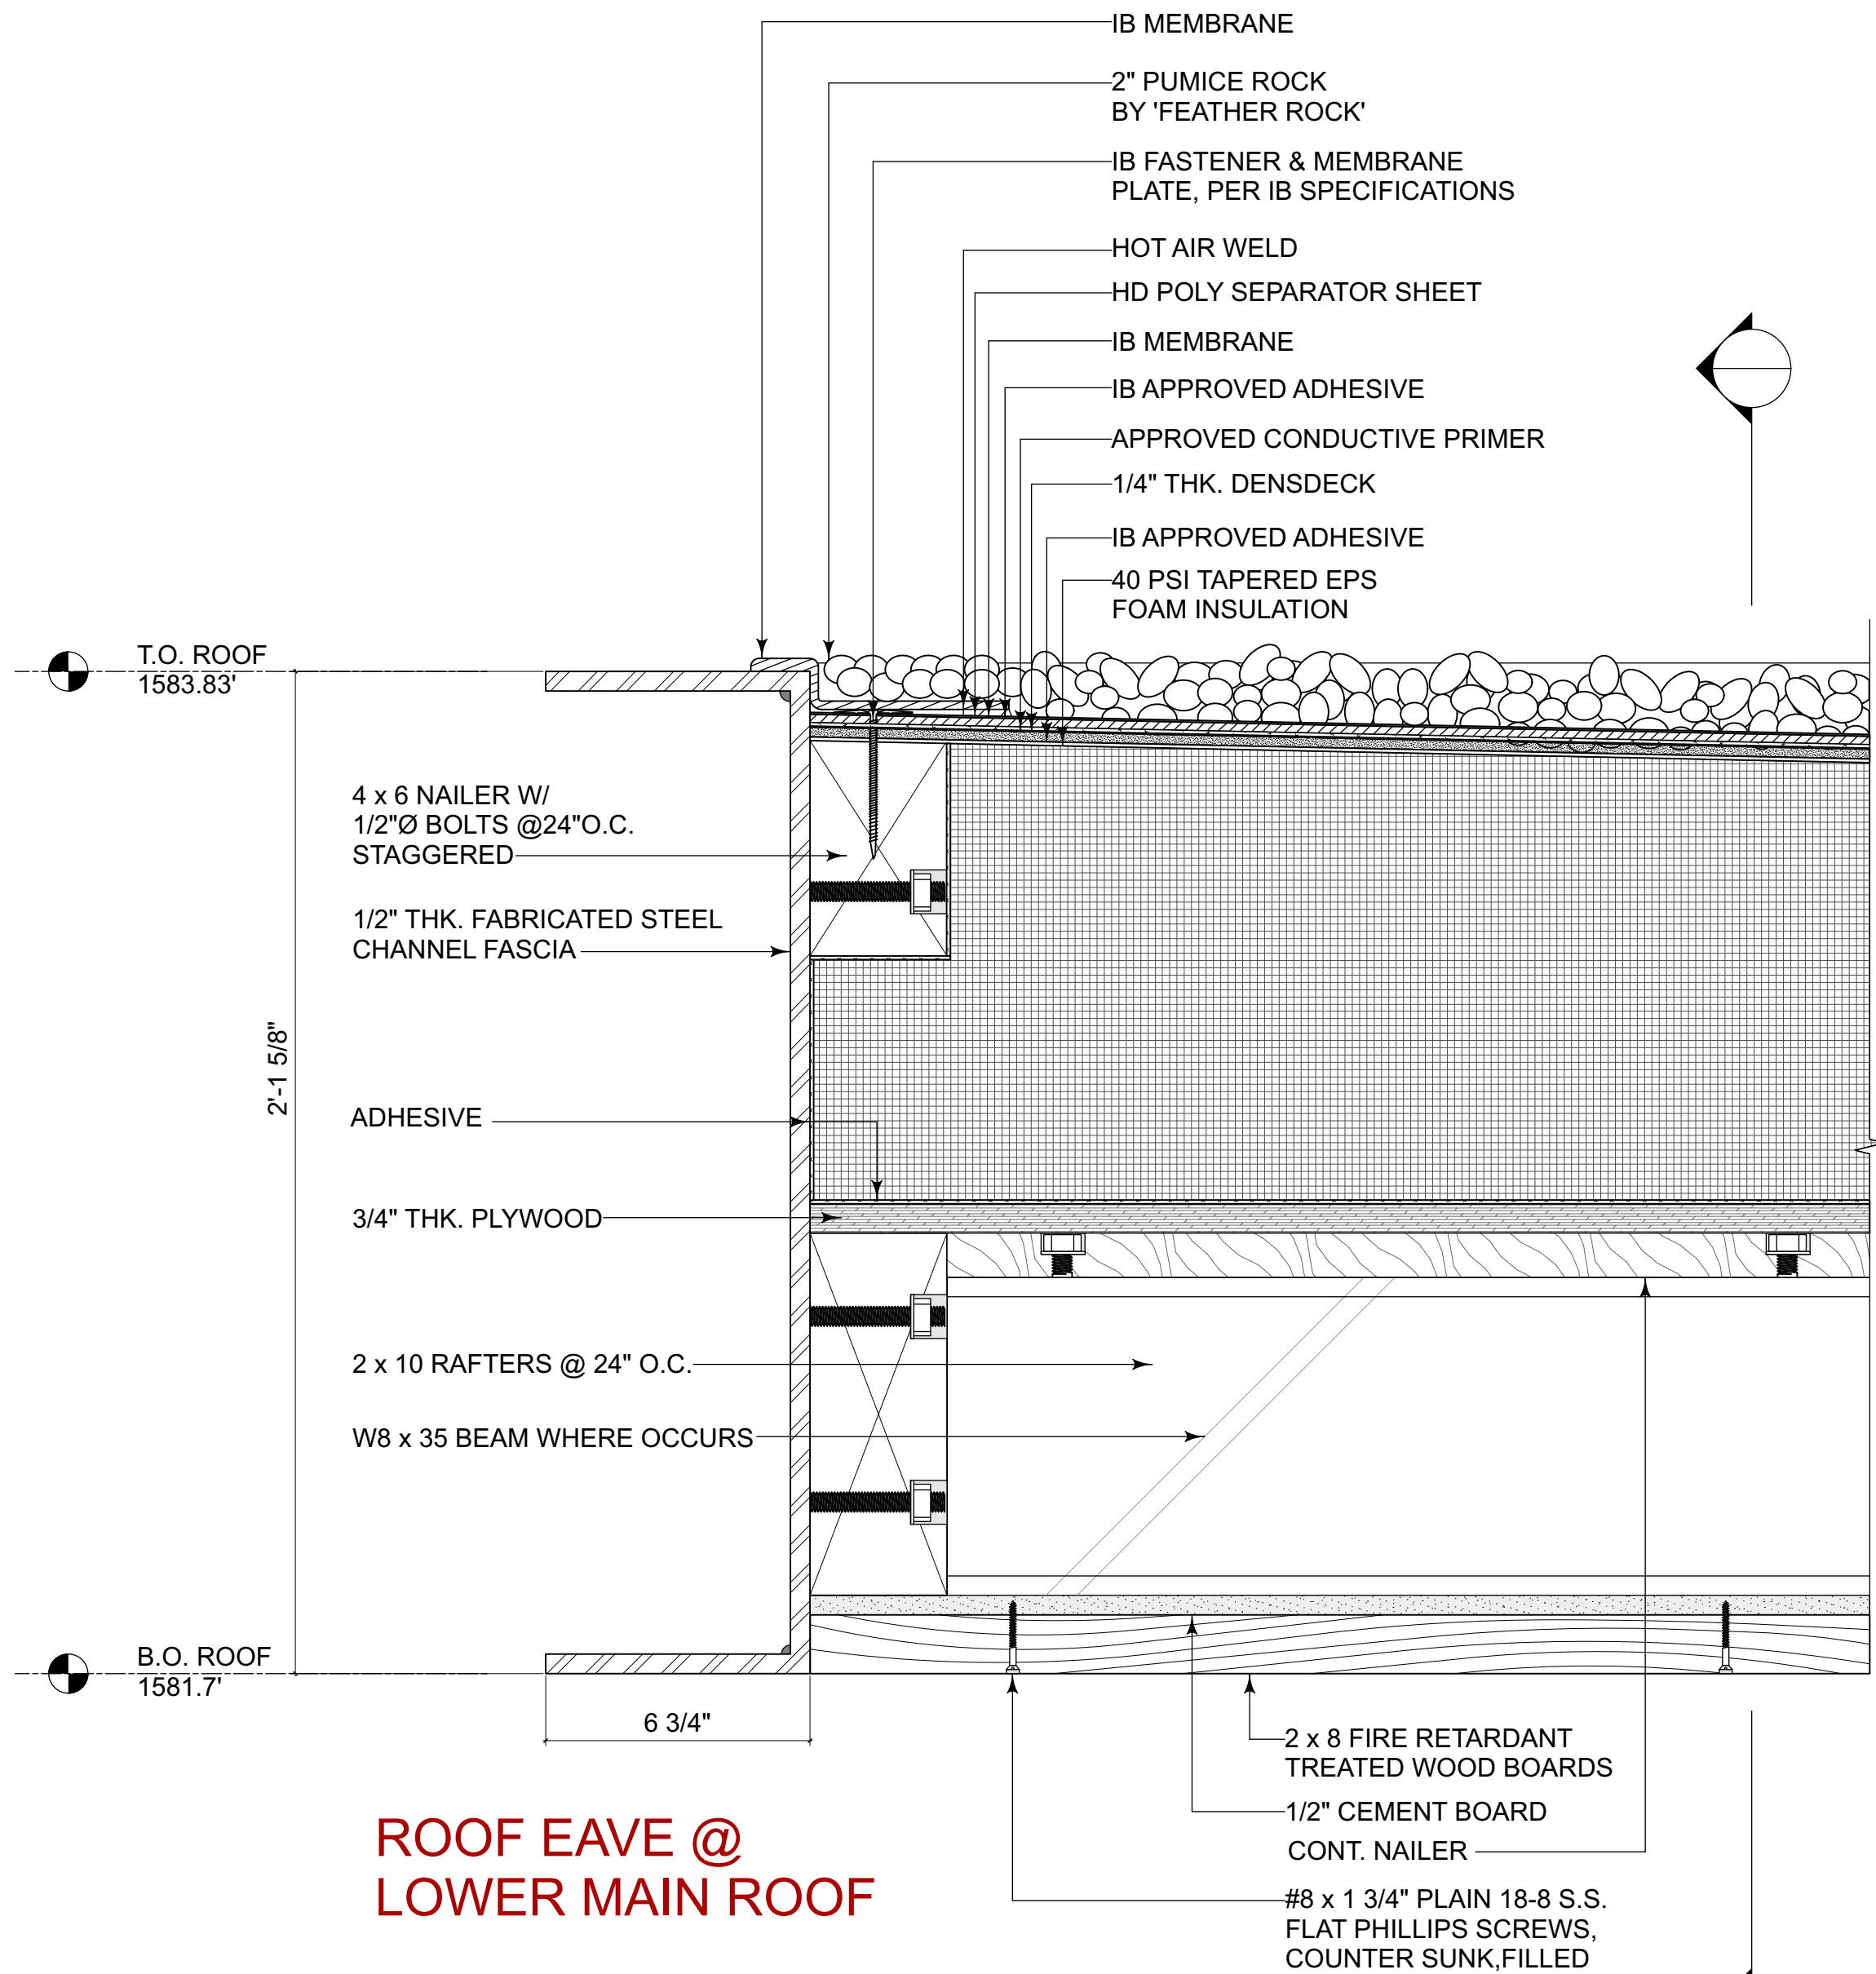 IB MEMBRANE
2" PUMICE ROCK
BY 'FEATHER ROCK'
IB FASTENER & MEMBRANE
PLATE, PER IB SPECIFICATIONS
HOT AIR WELD
HD POLY SEPARATOR SHEET
IB MEMBRANE
IB APPROVED ADHESIVE
APPROVED CONDUCTIVE PRIMER
1/4" THK. DENSDECK
IB APPROVED ADHESIVE
40 PSI TAPERED EPS
FOAM INSULATION
T.O. ROOF
1583.83'
4 x 6 NAILER W/
1/2"Ø BOLTS @24"O.C.
STAGGERED
1/2" THK. FABRICATED STEEL
CHANNEL FASCIA
2'-1 5/8"
ADHESIVE
3/4" THK. PLYWOOD
2 x 10 RAFTERS @ 24" O.C.
W8 x 35 BEAM WHERE OCCURS
B.O. ROOF
1581.7'
6 3/4"
2 x 8 FIRE RETARDANT
TREATED WOOD BOARDS
1/2" CEMENT BOARD
CONT. NAILER
#8 x 1 3/4" PLAIN 18-8 S.S.
FLAT PHILLIPS SCREWS,
COUNTER SUNK,FILLED
ROOF EAVE @
LOWER MAIN ROOF